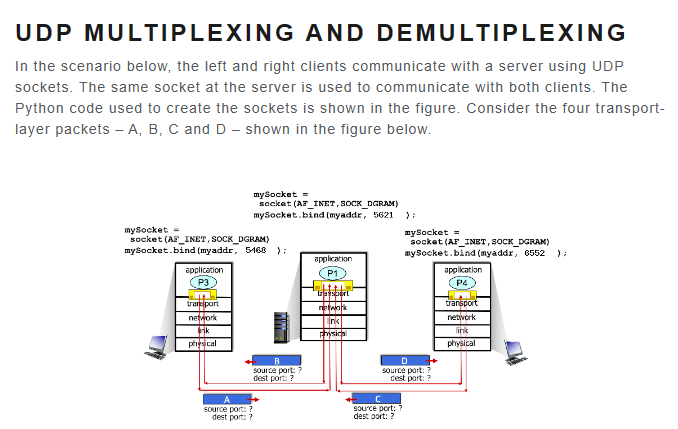 UDP MULTIPLEXING AND DEMULTIPLEXING
In the scenario below, the left and right clients communicate with a server using UDP
sockets. The same socket at the server is used to communicate with both clients. The
Python code used to create the sockets is shown in the figure. Consider the four transport-
layer packets – A, B, C and D – shown in the figure below.
mySocket =
socket(AF_INET,SOCK_DGRAM)
mySocket.bind(myaddr, 5621 );
mySocket =
socket(AF_INET,SOCK_DGRAM)
mySocket.bind(myaddr, 5468 );
mySocket =
socket(AF_INET,SOCK_DGRAM)
mySocket.bind(myaddr, 6552 );
application
P3
transport
network
link
physical
application
P1
transport
network
link
physical
application
P4
transport
network
link
physical
B
source port: ?
dest port: ?
D
source port: ?
dest port: ?
A
source port: ?
dest port: ?
C
source port: ?
dest port: ?